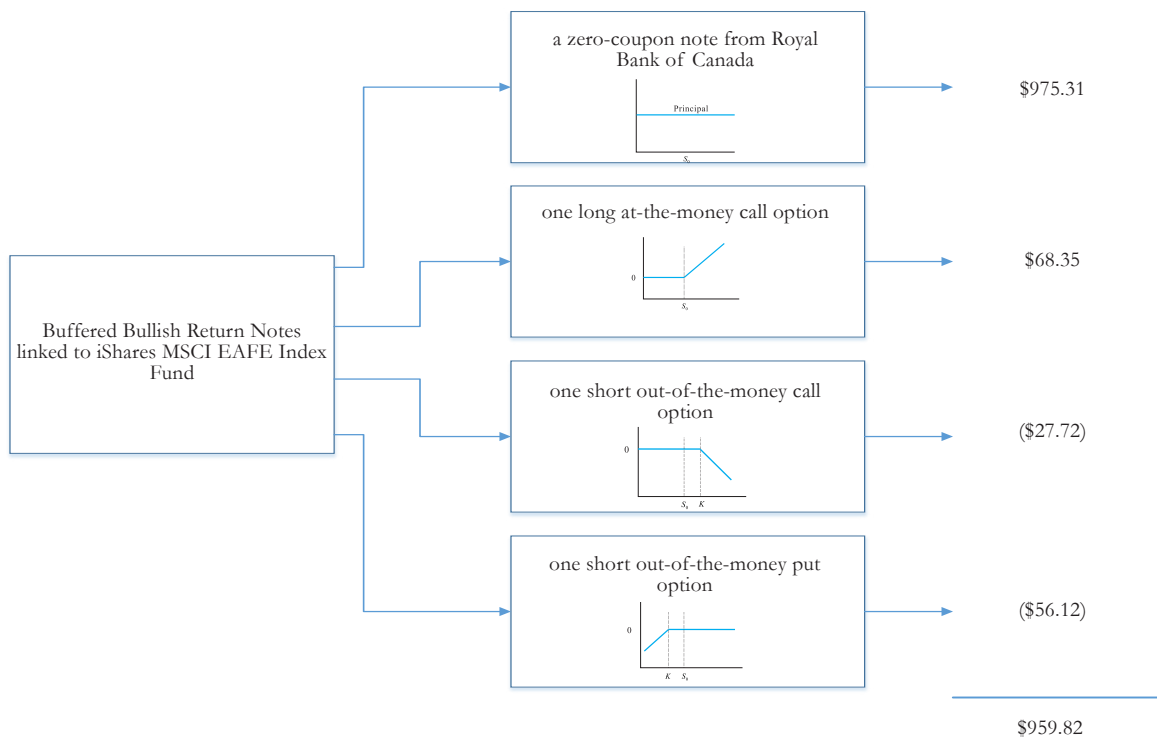 Buffered Bullish Return Notes
linked to iShares MSCI EAFE Index
Fund
a zero-coupon note from Royal
Bank of Canada
Principal
S₀
$975.31
one long at-the-money call option
0
S₀
$68.35
one short out-of-the-money call
option
0
S₀ K
($27.72)
one short out-of-the-money put
option
0
K S₀
($56.12)
$959.82